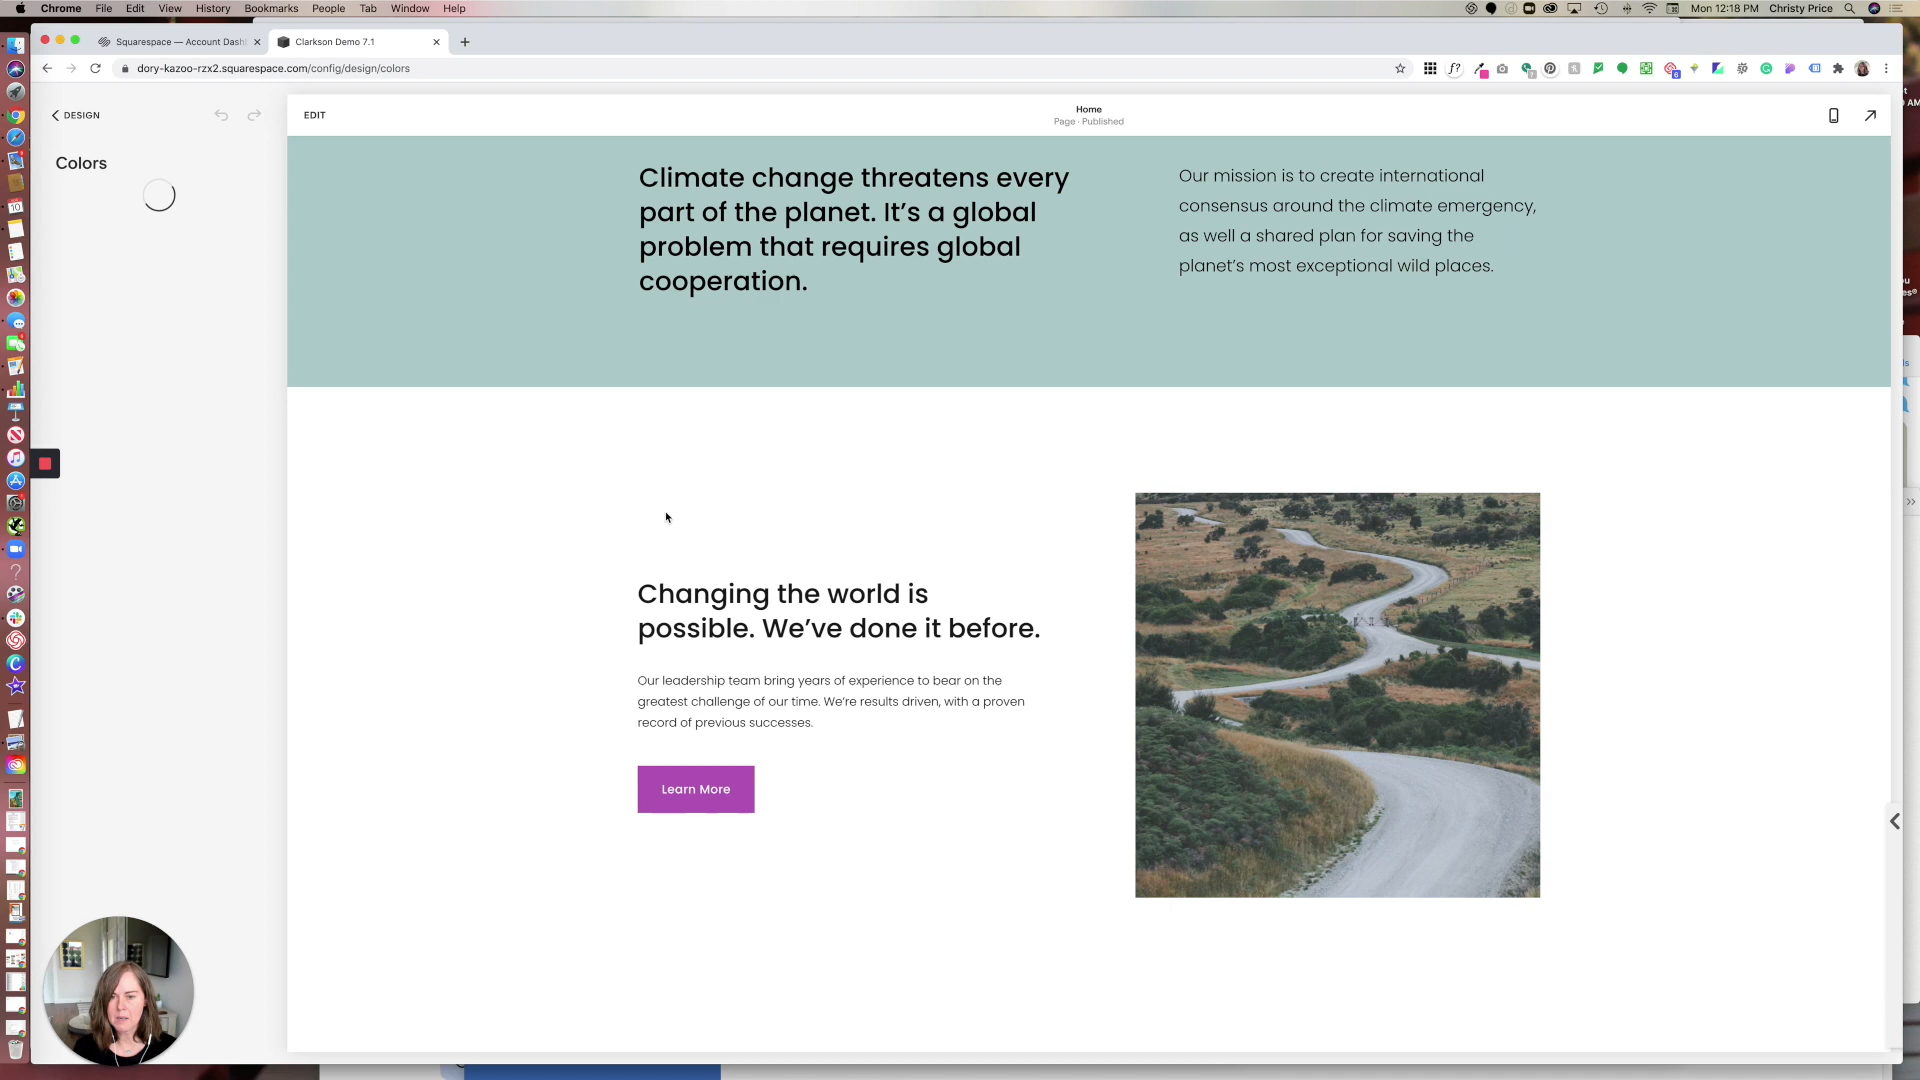 Chrome File Edit View History Bookmarks People Tab Window Help
Mon 12:18 PM Christy Price
Squarespace — Account Dash
Clarkson Demo 7.1
dory-kazoo-rzx2.squarespace.com/config/design/colors
DESIGN
EDIT
Home
Page · Published
Colors
Climate change threatens every
part of the planet. It’s a global
problem that requires global
cooperation.
Our mission is to create international
consensus around the climate emergency,
as well a shared plan for saving the
planet’s most exceptional wild places.
Changing the world is
possible. We’ve done it before.
Our leadership team bring years of experience to bear on the
greatest challenge of our time. We’re results driven, with a proven
record of previous successes.
Learn More